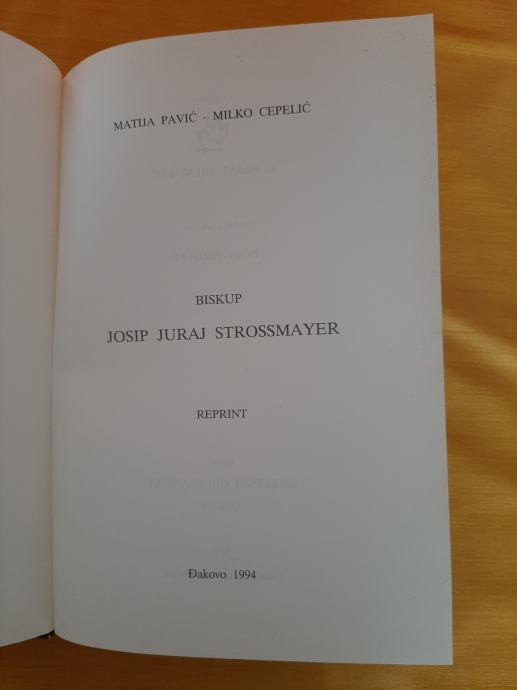 MATIJA PAVIĆ - MILKO CEPELIĆ
BISKUP
JOSIP JURAJ STROSSMAYER
REPRINT
Đakovo 1994